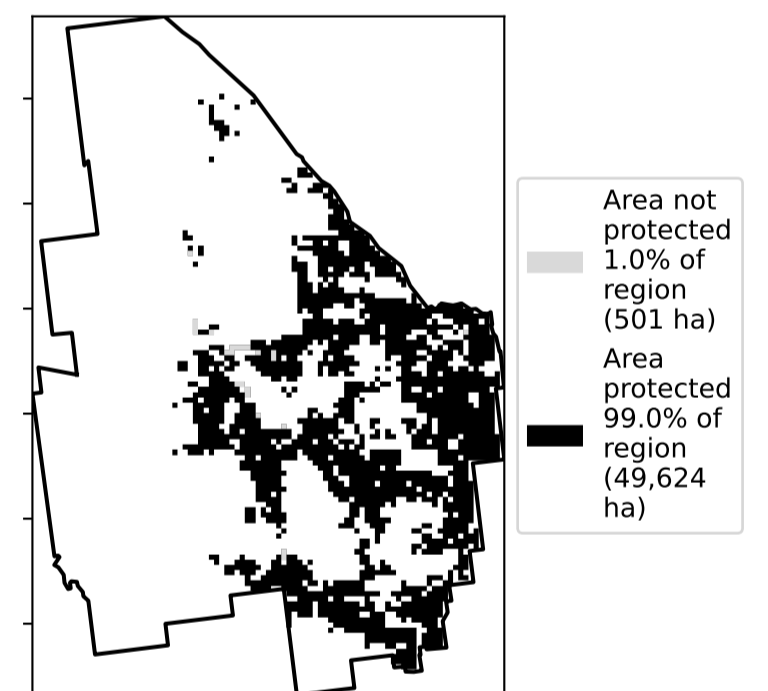 Area not
protected
1.0% of
region
(501 ha)
Area
protected
99.0% of
region
(49,624
ha)